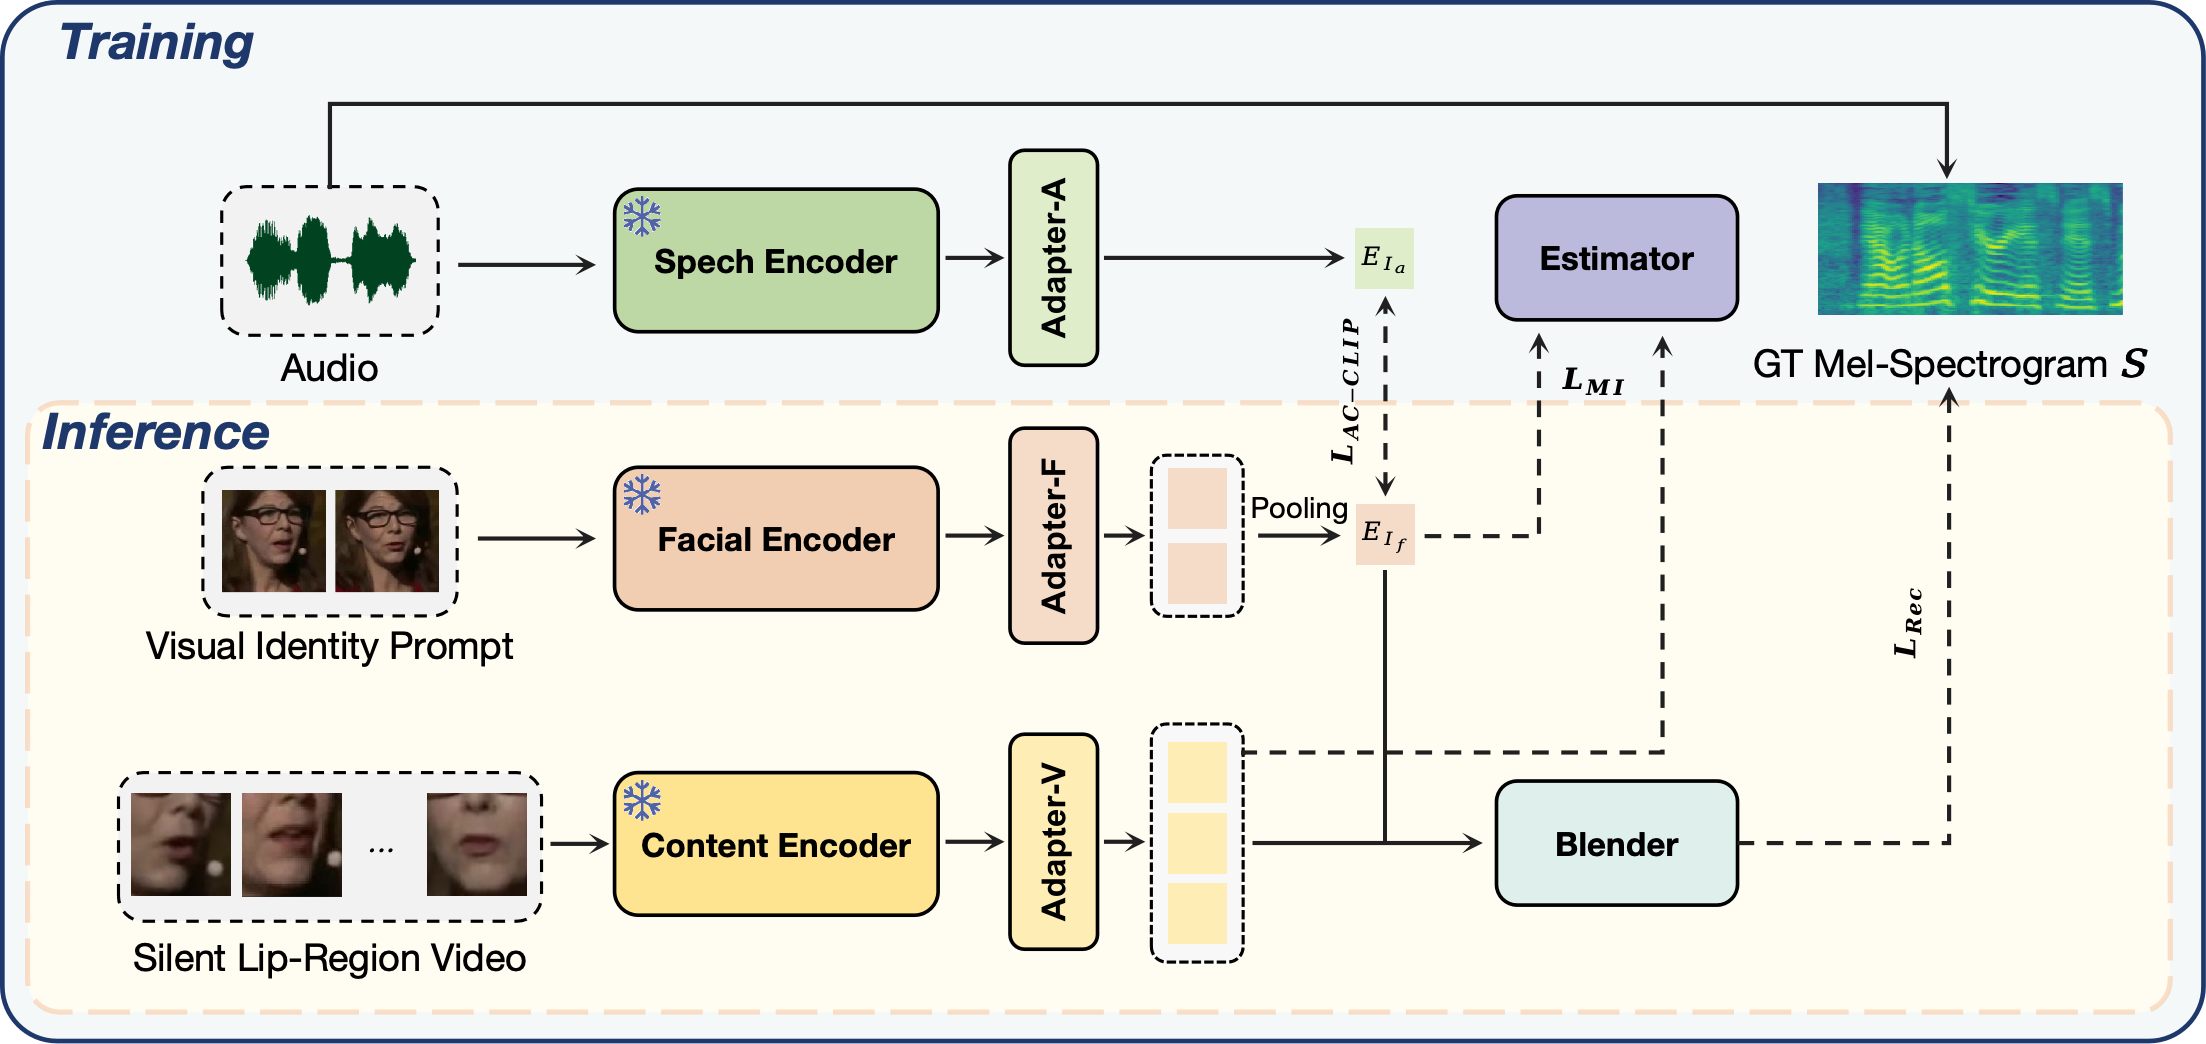 Training
Audio
Spech Encoder
Adapter-A
E_{I_a}
Estimator
GT Mel-Spectrogram S
L_{AC-CLIP}
L_{MI}
Inference
Visual Identity Prompt
Facial Encoder
Adapter-F
Pooling
E_{I_f}
L_{Rec}
Silent Lip-Region Video
...
Content Encoder
Adapter-V
Blender